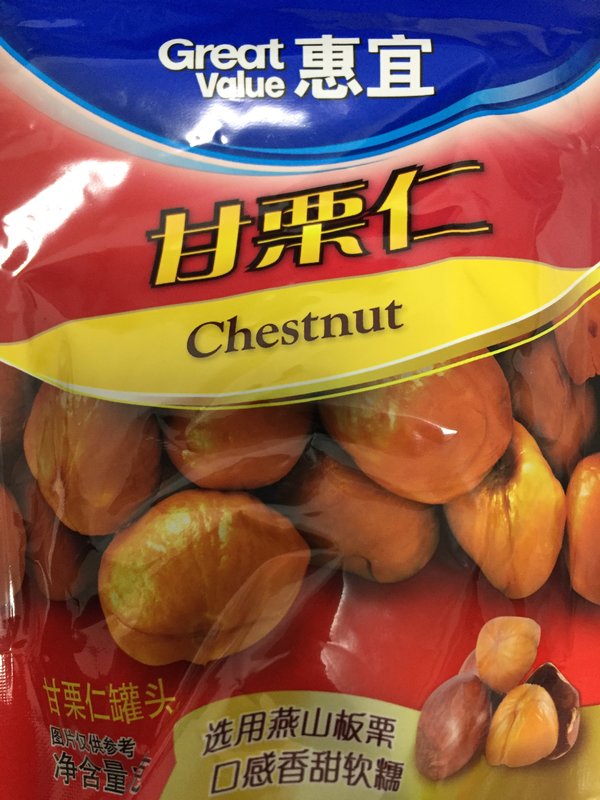 Great Value 惠宜
甘栗仁
Chestnut
甘栗仁罐头
图片仅供参考
净含量
选用燕山板栗
口感香甜软糯